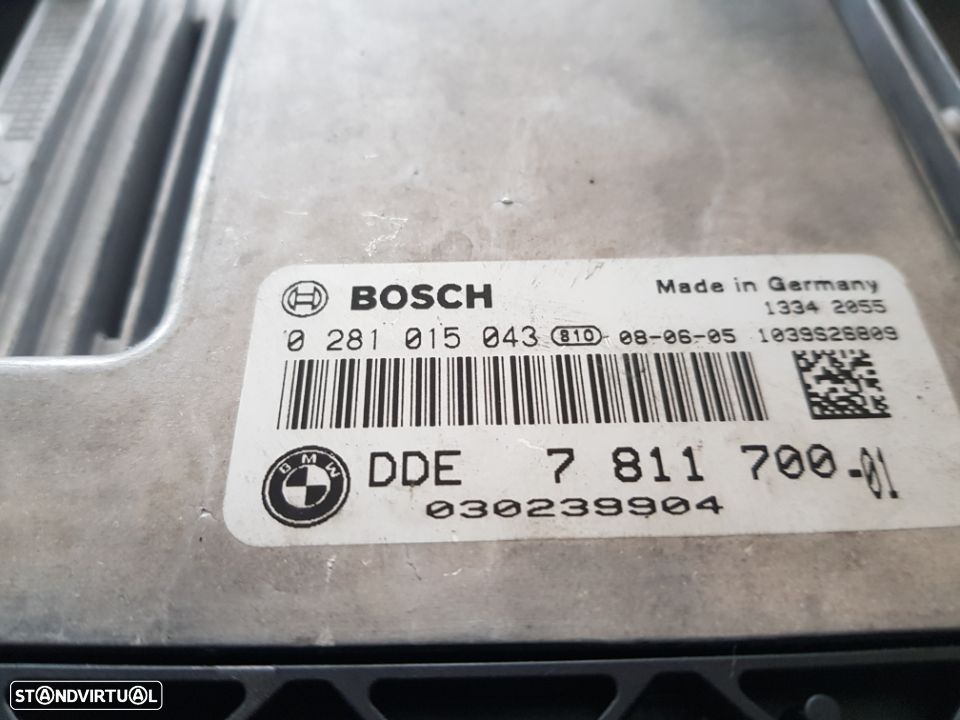 BOSCH
Made in Germany
1334 2055
0 281 015 043 810 08-06-05 1039S26809
BMW
DDE 7 811 700-01
030239904
STANDVIRTUAL